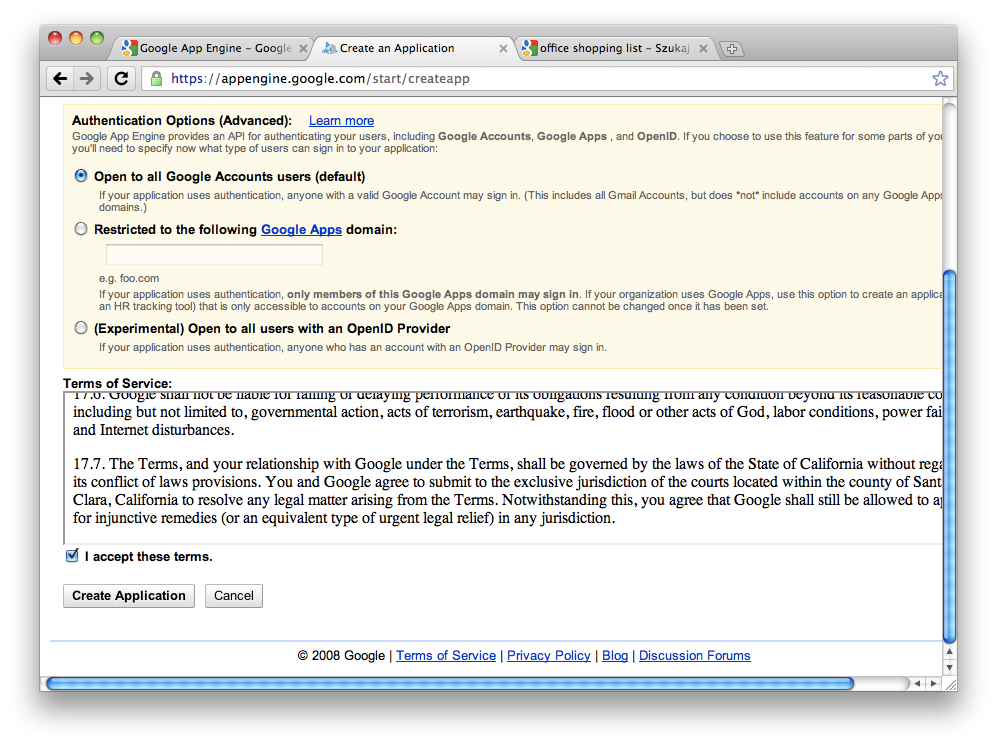 Google App Engine – Google
Create an Application
office shopping list – Szukaj
https://appengine.google.com/start/createapp
Authentication Options (Advanced): Learn more
Google App Engine provides an API for authenticating your users, including Google Accounts, Google Apps , and OpenID. If you choose to use this feature for some parts of
you'll need to specify now what type of users can sign in to your application:
Open to all Google Accounts users (default)
If your application uses authentication, anyone with a valid Google Account may sign in. (This includes all Gmail Accounts, but does *not* include accounts on any Google Apps
domains.)
Restricted to the following Google Apps domain:
e.g. foo.com
If your application uses authentication, only members of this Google Apps domain may sign in. If your organization uses Google Apps, use this option to create an
an HR tracking tool) that is only accessible to accounts on your Google Apps domain. This option cannot be changed once it has been set.
(Experimental) Open to all users with an OpenID Provider
If your application uses authentication, anyone who has an account with an OpenID Provider may sign in.
Terms of Service:
17.6. Google shall not be liable for failing or delaying performance of its obligations resulting from any condition beyond its reasonable
including but not limited to, governmental action, acts of terrorism, earthquake, fire, flood or other acts of God, labor conditions, power
and Internet disturbances.
17.7. The Terms, and your relationship with Google under the Terms, shall be governed by the laws of the State of California without
its conflict of laws provisions. You and Google agree to submit to the exclusive jurisdiction of the courts located within the county of
Clara, California to resolve any legal matter arising from the Terms. Notwithstanding this, you agree that Google shall still be allowed to
for injunctive remedies (or an equivalent type of urgent legal relief) in any jurisdiction.
I accept these terms.
Create Application Cancel
© 2008 Google | Terms of Service | Privacy Policy | Blog | Discussion Forums